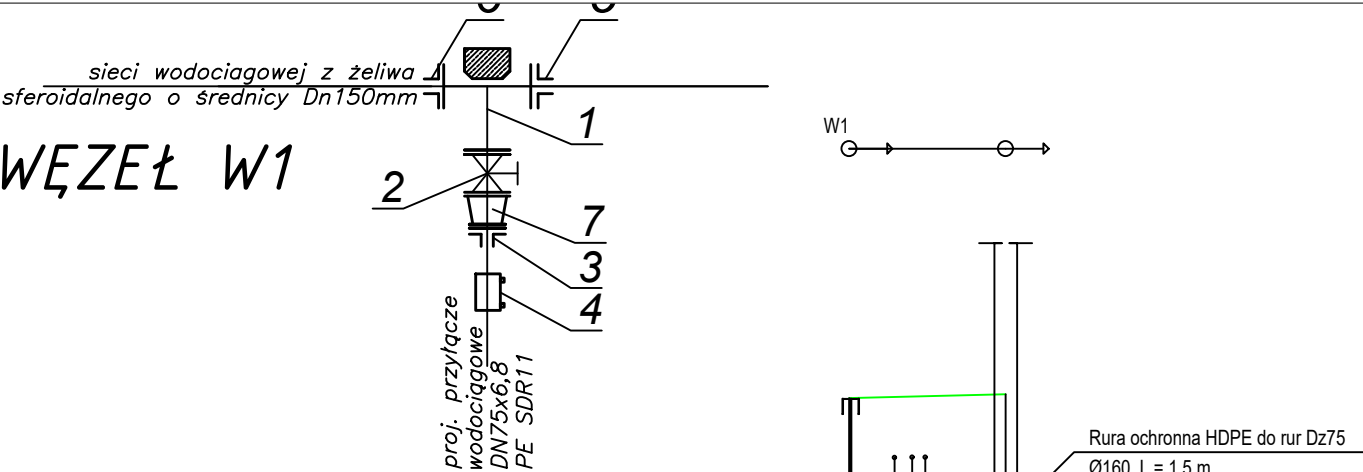 sieci wodociagowej z żeliwa
sferoidalnego o średnicy Dn150mm
WĘZEŁ W1
1
2
7
3
4
proj. przyłącze
wodociągowe
DN75x6,8
PE SDR11
W1
Rura ochronna HDPE do rur Dz75
Ø160, L = 1,5 m